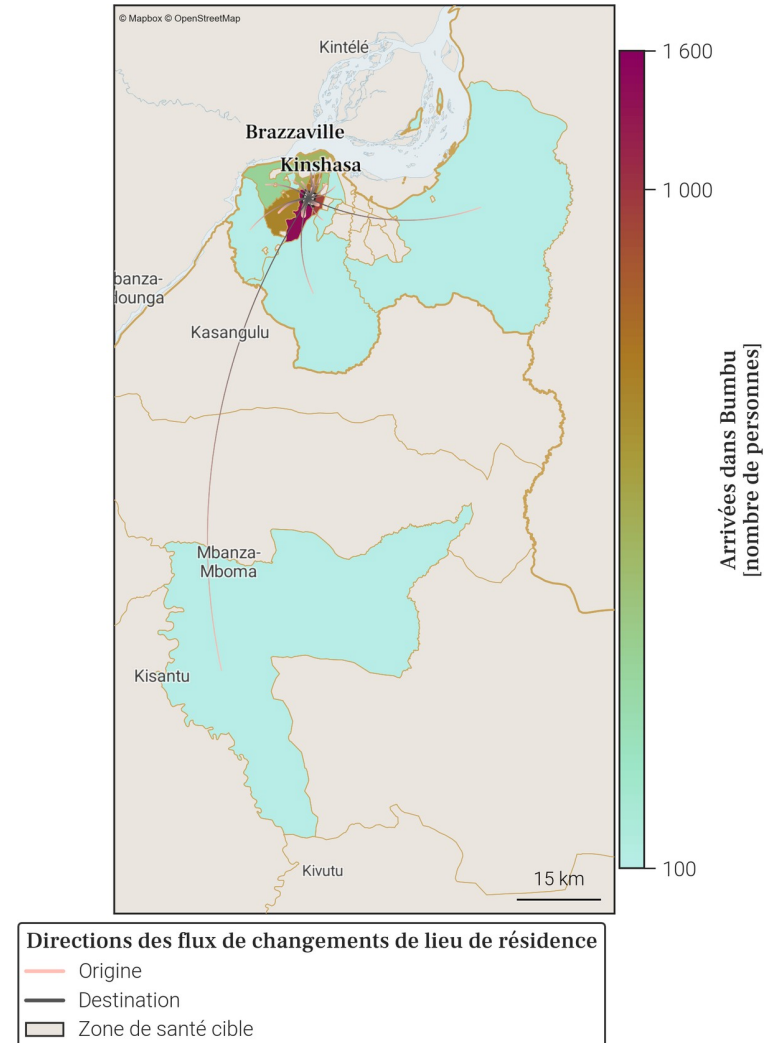 © Mapbox © OpenStreetMap
Kintélé
Brazzaville
Kinshasa
banza-
Kasangulu
Mbanza-
Mboma
Kisantu
Kivutu
15 km
1 600
1 000
100
Arrivées dans Bumbu
[nombre de personnes]
Directions des flux de changements de lieu de résidence
Origine
Destination
Zone de santé cible